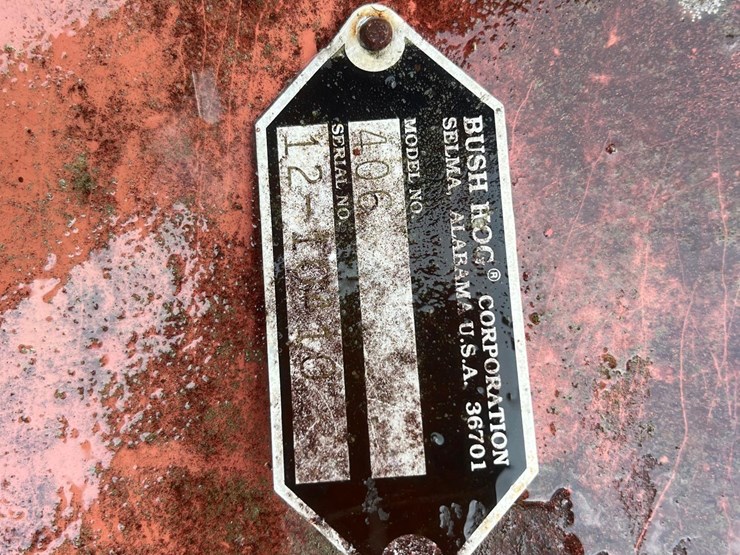 BUSH HOG® CORPORATION
SELMA, ALABAMA U.S.A. 36701
MODEL NO.
406
SERIAL NO.